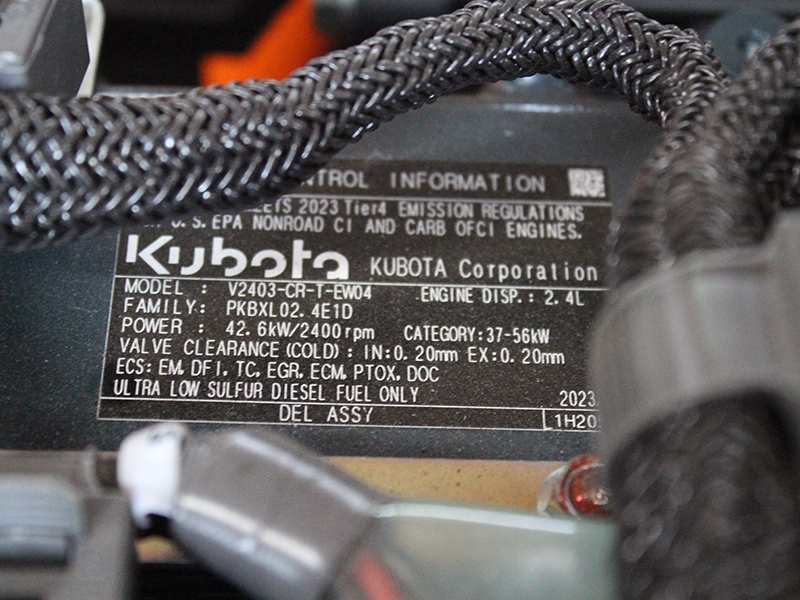 NTROL INFORMATION
EETS 2023 Tier4 EMISSION REGULATIONS
U.S. EPA NONROAD CI AND CARB OFCI ENGINES.
Kubota KUBOTA Corporation
MODEL : V2403-CR-T-EW04 ENGINE DISP.: 2.4L
FAMILY: PKBXL02.4E1D
POWER : 42.6kW/2400rpm CATEGORY:37-56kW
VALVE CLEARANCE(COLD): IN:0.20mm EX:0.20mm
ECS: EM, DFI, TC, EGR, ECM, PTOX, DOC
ULTRA LOW SULFUR DIESEL FUEL ONLY 2023
DEL ASSY 1H20